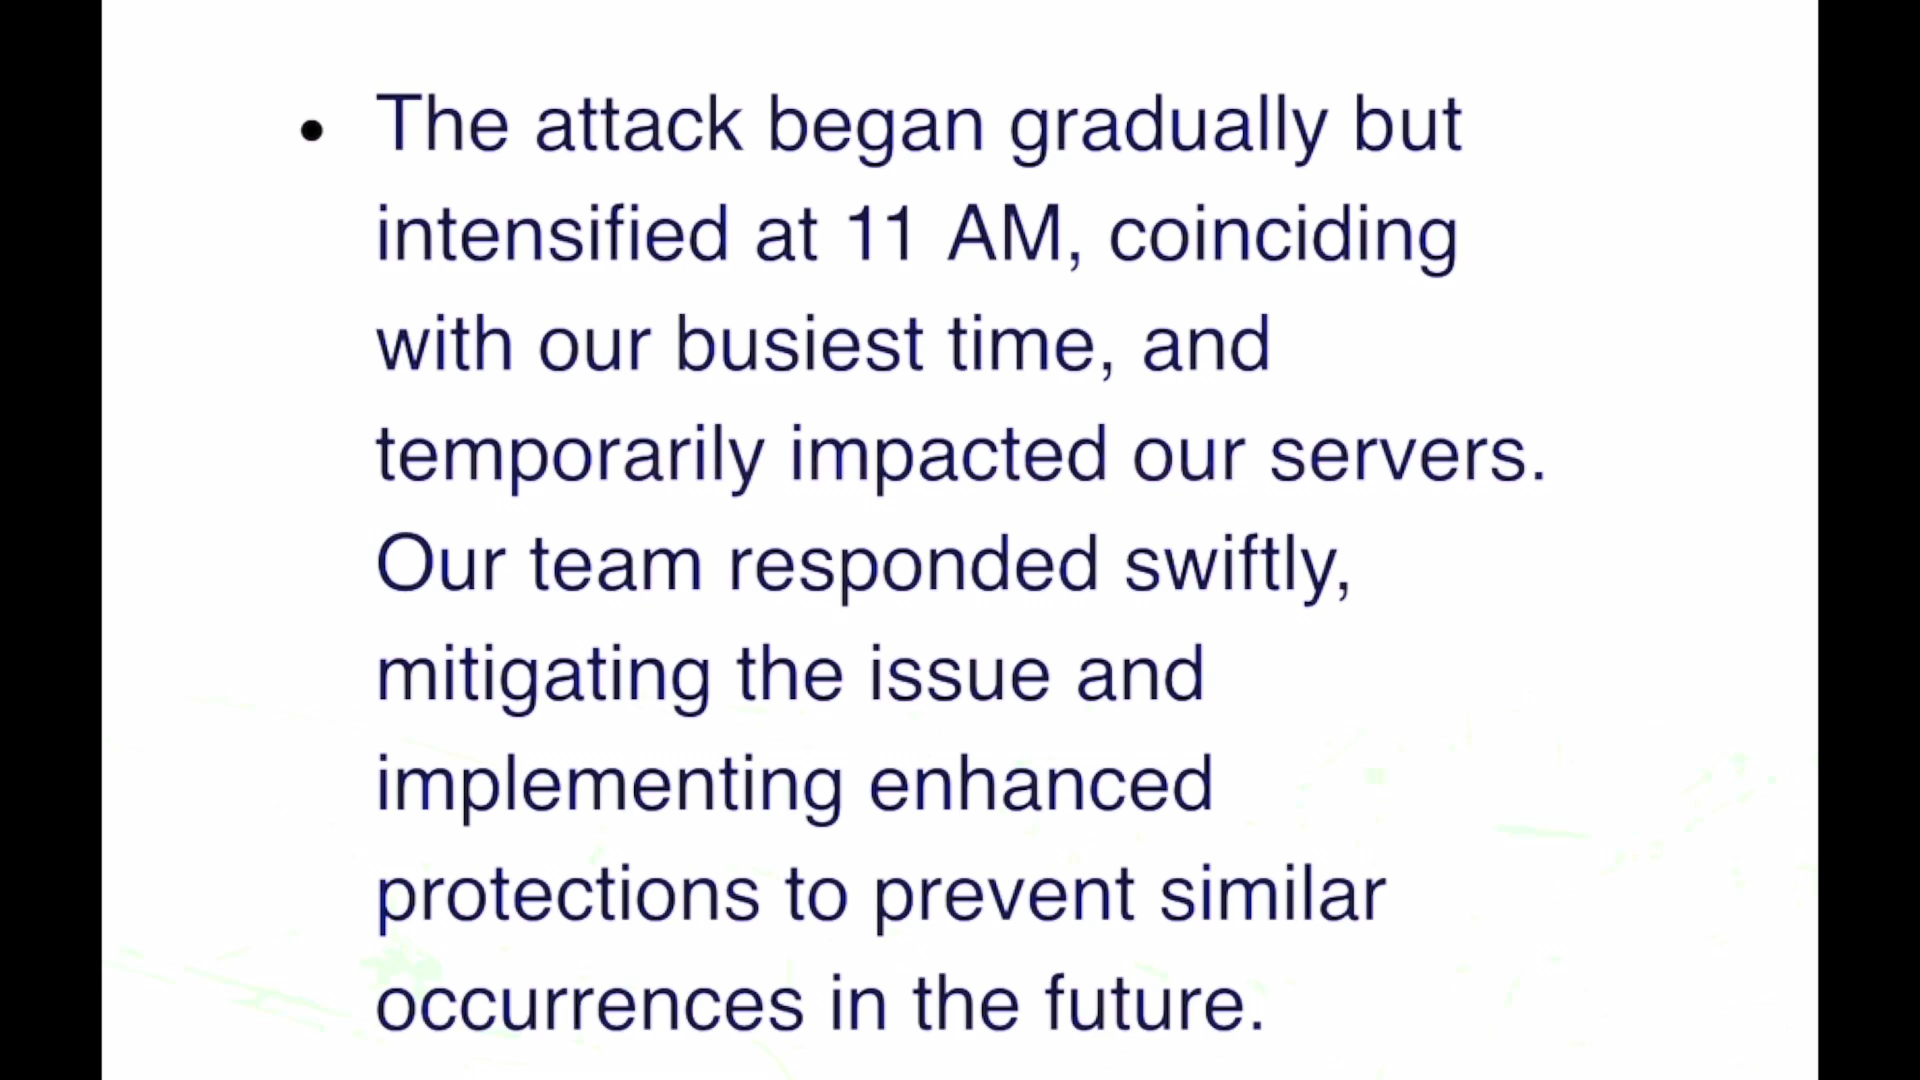 • The attack began gradually but
intensified at 11 AM, coinciding
with our busiest time, and
temporarily impacted our servers.
Our team responded swiftly,
mitigating the issue and
implementing enhanced
protections to prevent similar
occurrences in the future.